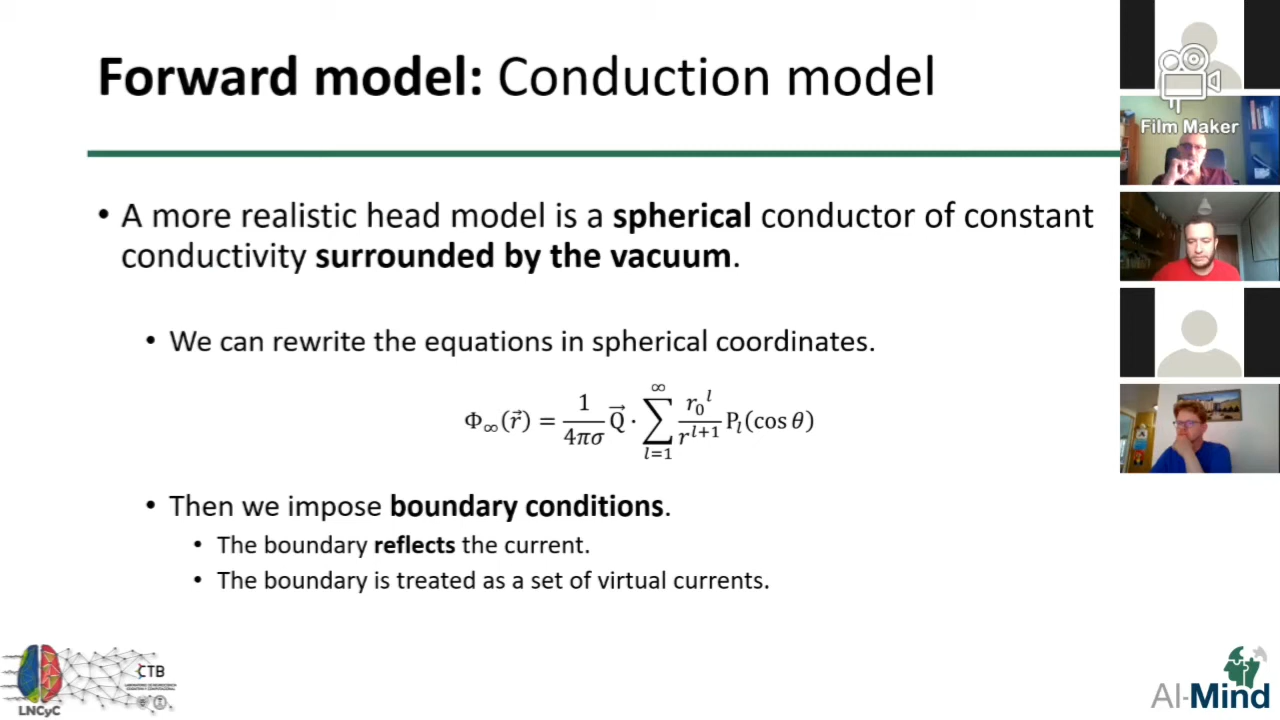 Forward model: Conduction model
Film Maker
• A more realistic head model is a spherical conductor of constant
conductivity surrounded by the vacuum.
• We can rewrite the equations in spherical coordinates.
Φ∞(r⃗) = 1/(4πσ) Q⃗ · ∑_{l=1}^{∞} r₀^l / r^{l+1} P_l(cos θ)
• Then we impose boundary conditions.
• The boundary reflects the current.
• The boundary is treated as a set of virtual currents.
CTB
LNCyC
AI-Mind